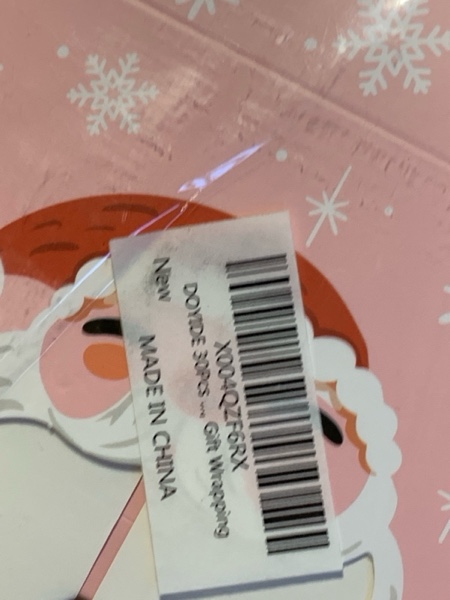 X004QZF6RX
DOYIDE 30Pcs ... Gift Wrapping
New
MADE IN CHINA